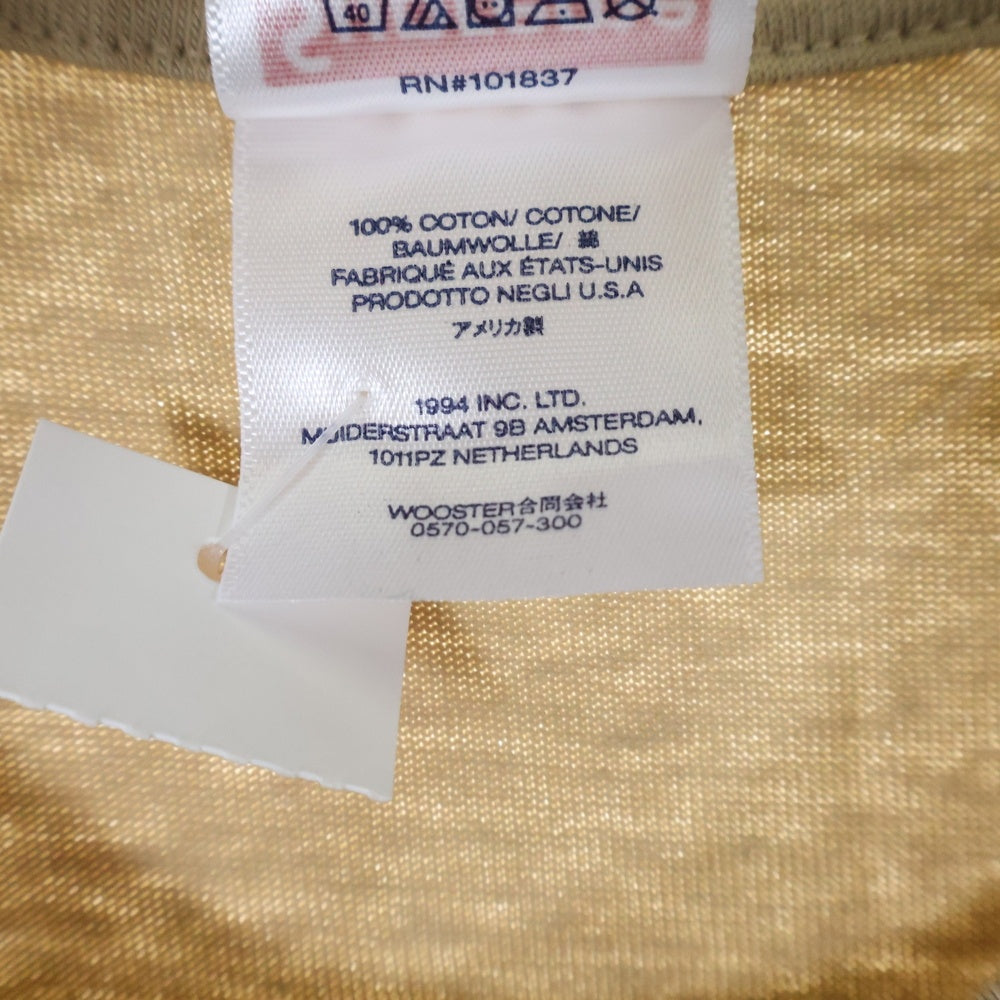 40
RN#101837
100% COTON/ COTONE/
BAUMWOLLE/ 綿
FABRIQUÉ AUX ÉTATS-UNIS
PRODOTTO NEGLI U.S.A
アメリカ製
1994 INC. LTD.
MUIDERSTRAAT 9B AMSTERDAM,
1011PZ NETHERLANDS
WOOSTER合同会社
0570-057-300